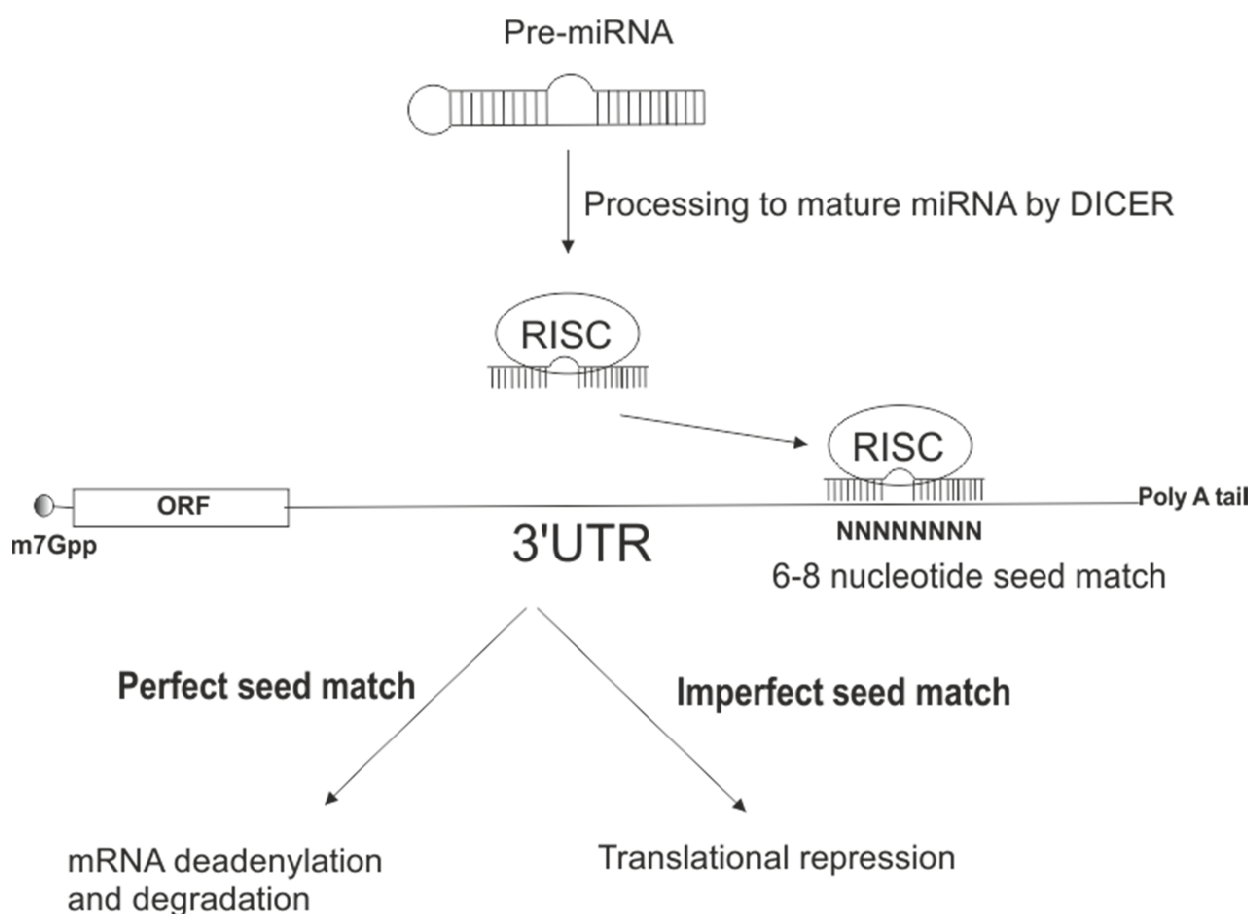 Pre-miRNA
Processing to mature miRNA by DICER
RISC
RISC
ORF
Poly A tail
m7Gpp
3'UTR
NNNNNNNN
6-8 nucleotide seed match
Perfect seed match
Imperfect seed match
mRNA deadenylation
and degradation
Translational repression